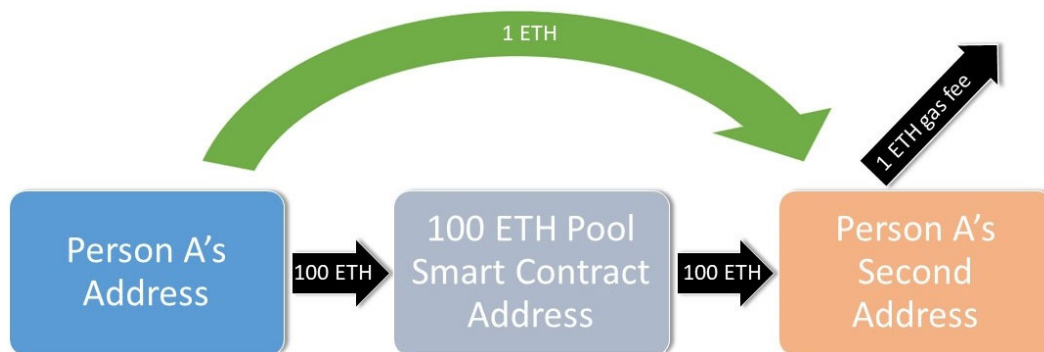 1 ETH
1 ETH gas fee
Person A's
Address
100 ETH
100 ETH Pool
Smart Contract
Address
100 ETH
Person A's
Second
Address